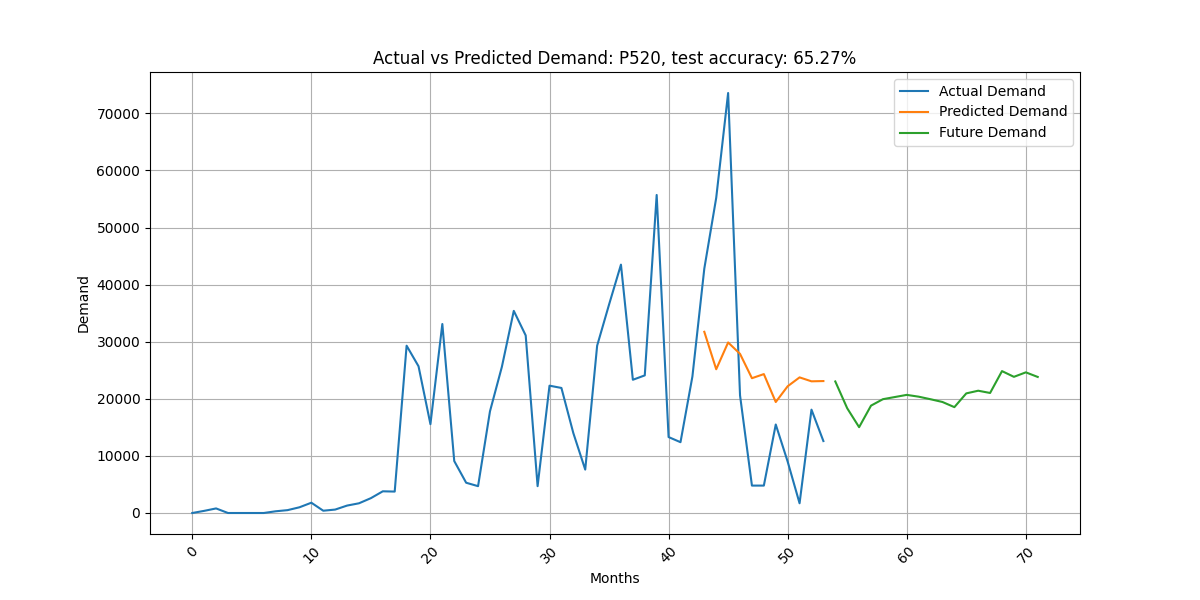 Actual vs Predicted Demand: P520, test accuracy: 65.27%
Actual Demand
Predicted Demand
Future Demand
Demand
70000
60000
50000
40000
30000
20000
10000
0
0 10 20 30 40 50 60 70
Months